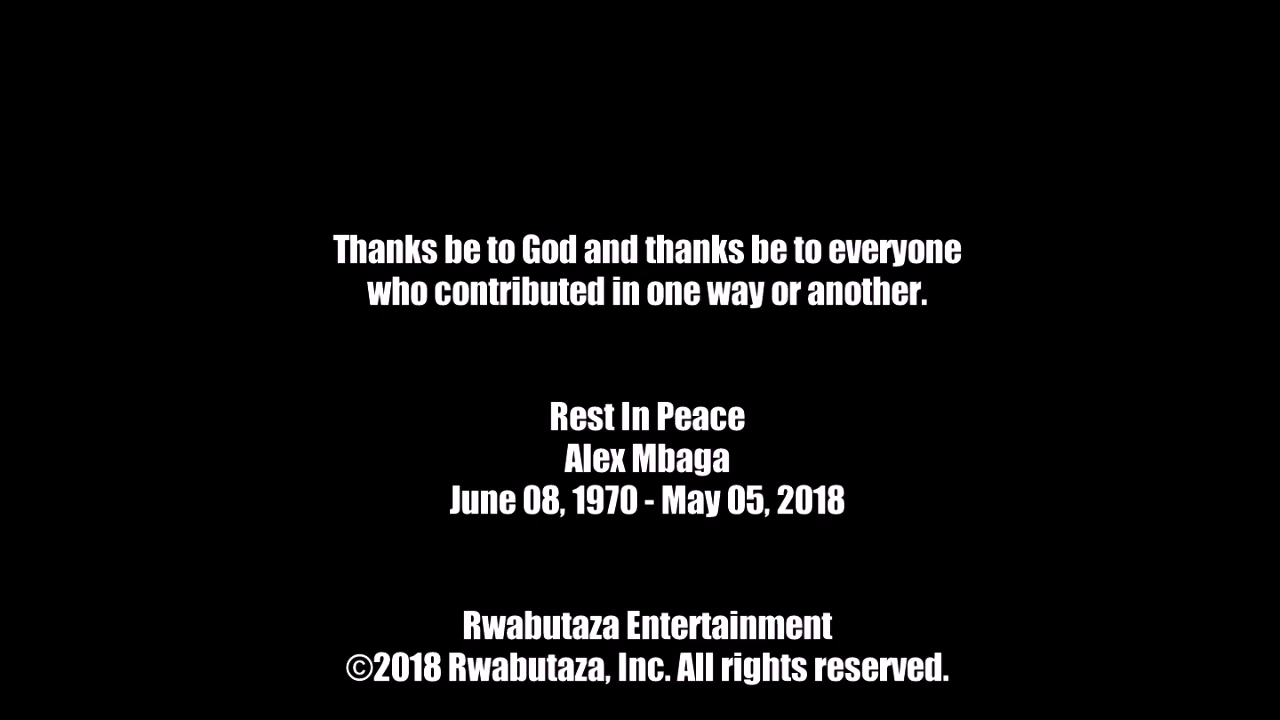 Thanks be to God and thanks be to everyone
who contributed in one way or another.
Rest In Peace
Alex Mbaga
June 08, 1970 - May 05, 2018
Rwabutaza Entertainment
©2018 Rwabutaza, Inc. All rights reserved.